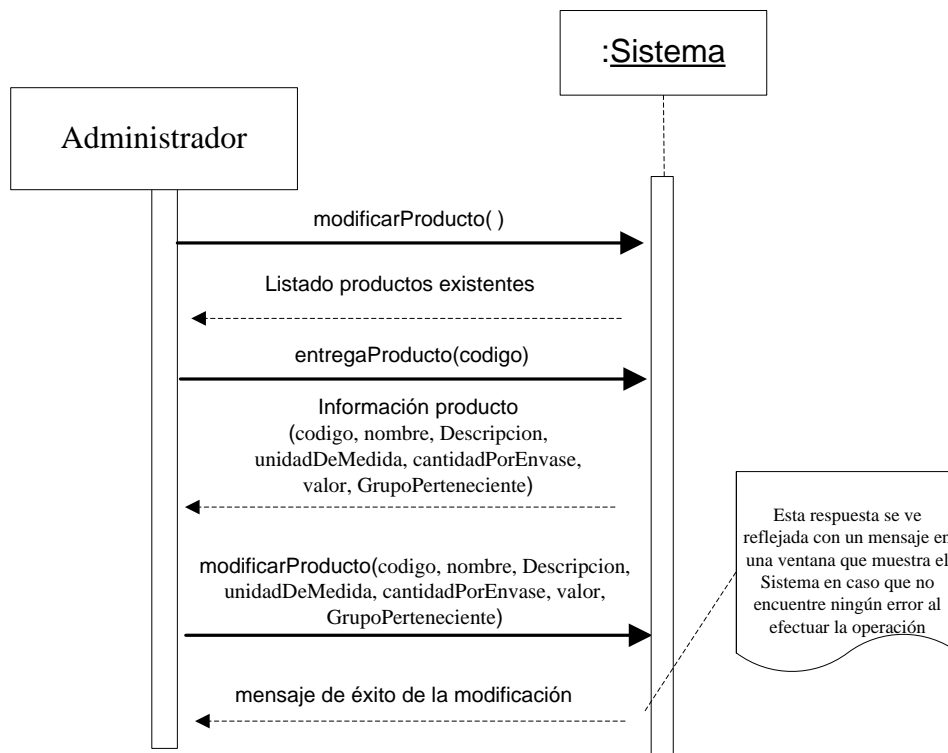 :Sistema
Administrador
modificarProducto( )
Listado productos existentes
entregaProducto(codigo)
Información producto
(codigo, nombre, Descripcion,
unidadDeMedida, cantidadPorEnvase,
valor, GrupoPerteneciente)
modificarProducto(codigo, nombre, Descripcion,
unidadDeMedida, cantidadPorEnvase, valor,
GrupoPerteneciente)
Esta respuesta se ve
reflejada con un mensaje en
una ventana que muestra el
Sistema en caso que no
encuentre ningún error al
efectuar la operación
mensaje de éxito de la modificación